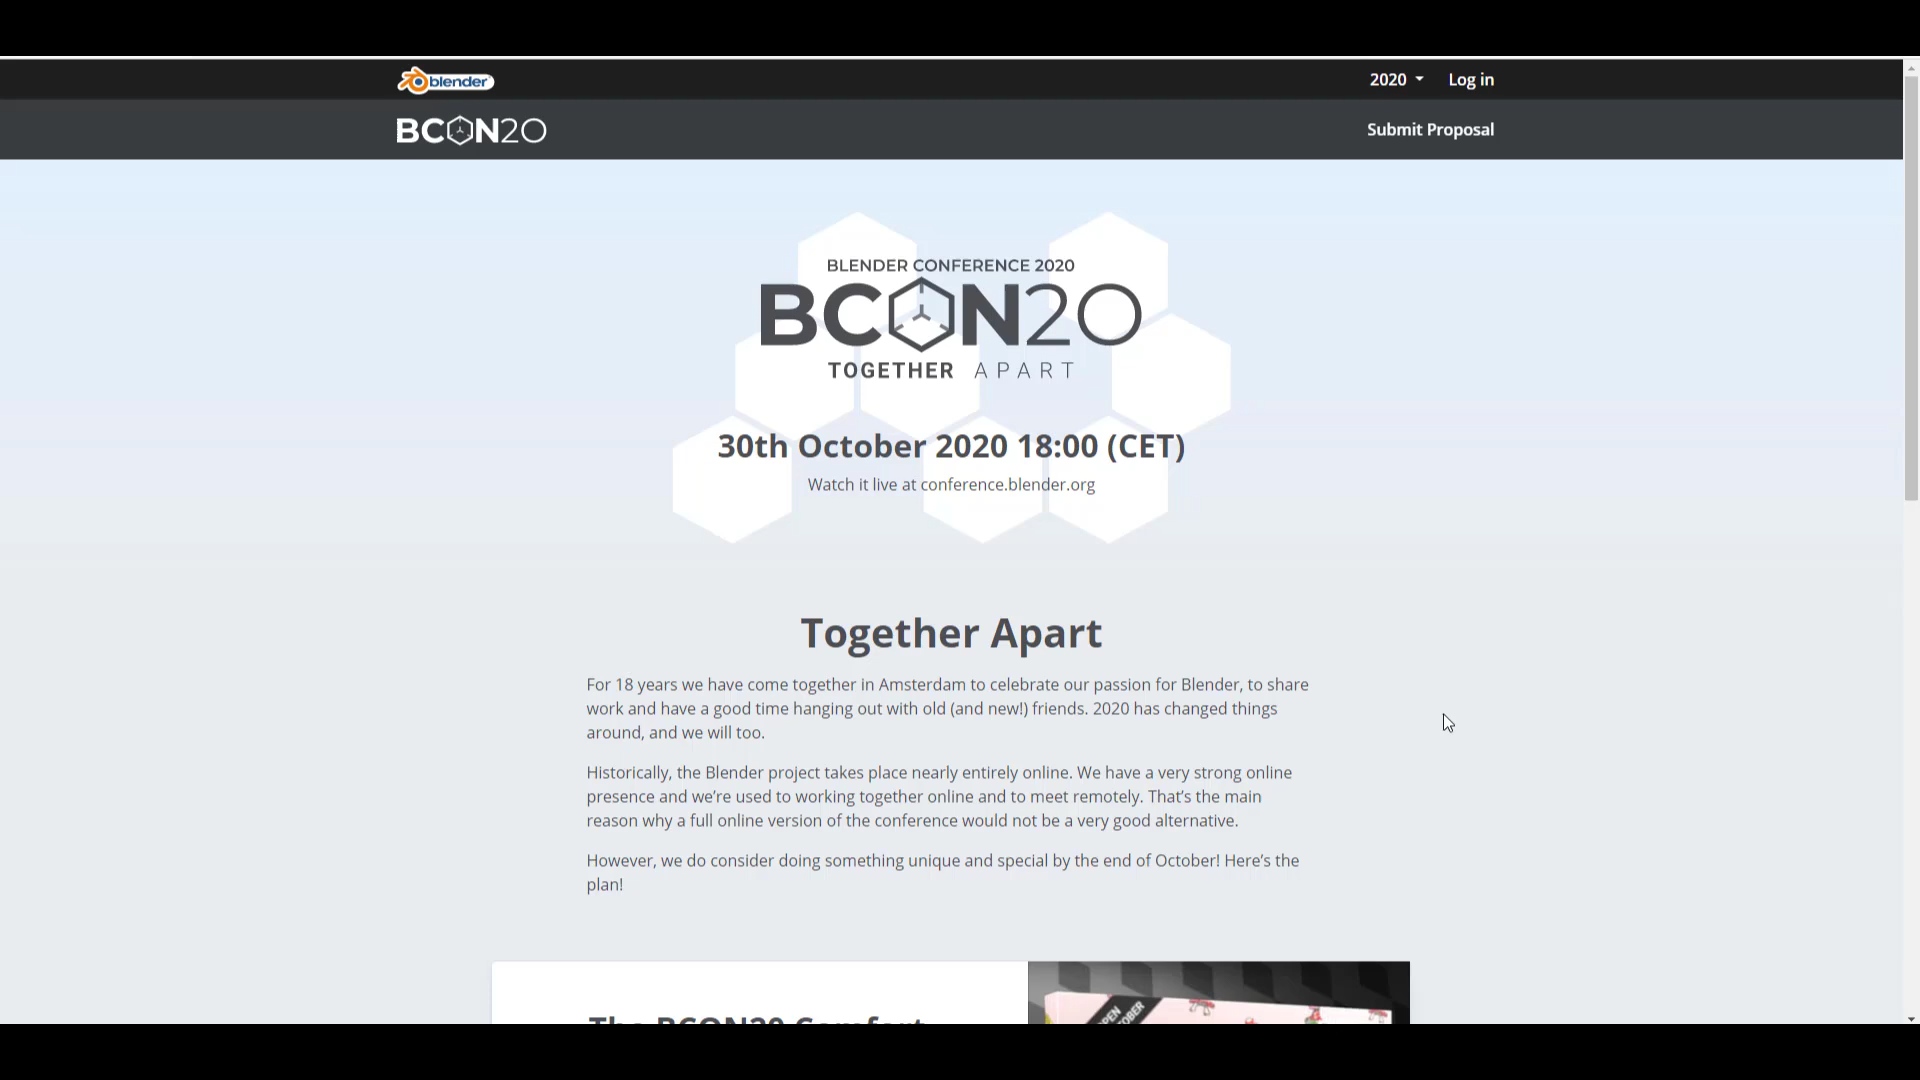 blender
2020
Log in
BCON20
Submit Proposal
BLENDER CONFERENCE 2020
BCON20
TOGETHER APART
30th October 2020 18:00 (CET)
Watch it live at conference.blender.org
Together Apart
For 18 years we have come together in Amsterdam to celebrate our passion for Blender, to share
work and have a good time hanging out with old (and new!) friends. 2020 has changed things
around, and we will too.
Historically, the Blender project takes place nearly entirely online. We have a very strong online
presence and we’re used to working together online and to meet remotely. That’s the main
reason why a full online version of the conference would not be a very good alternative.
However, we do consider doing something unique and special by the end of October! Here’s the
plan!
The BCON20 Comfort